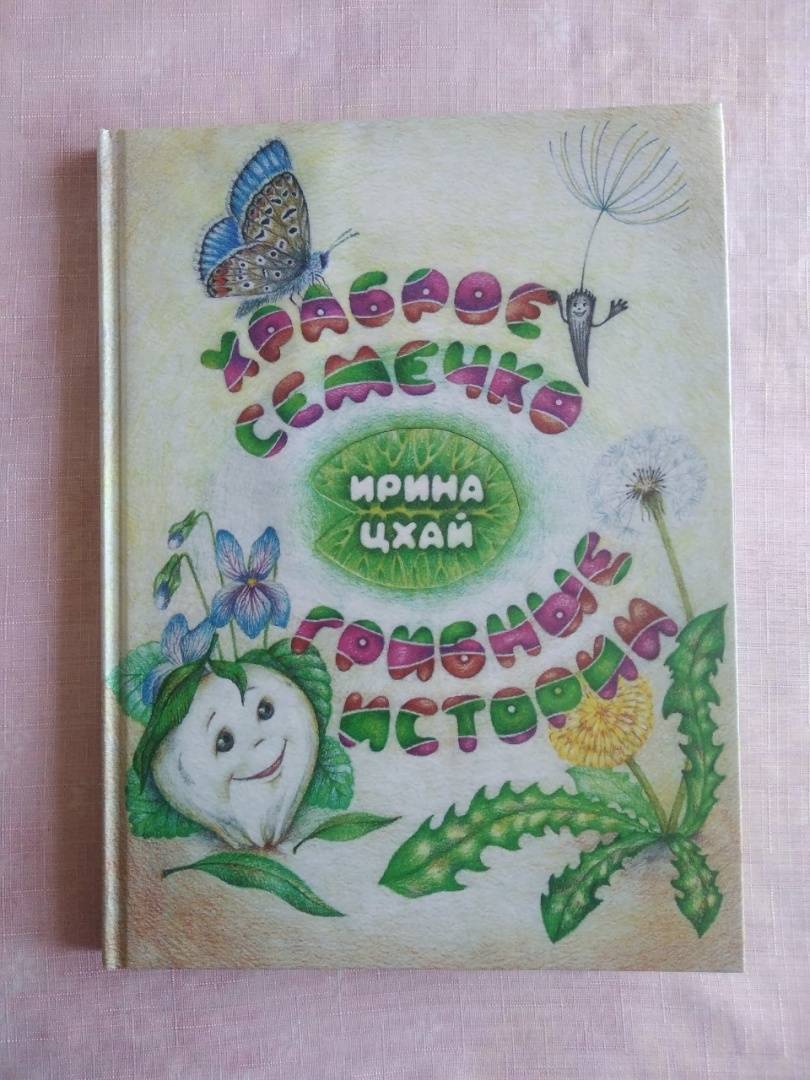 ХРАБРОЕ
СЕМЕЧКО
ИРИНА
ЦХАЙ
ГРИБНЫЕ
ИСТОРИИ